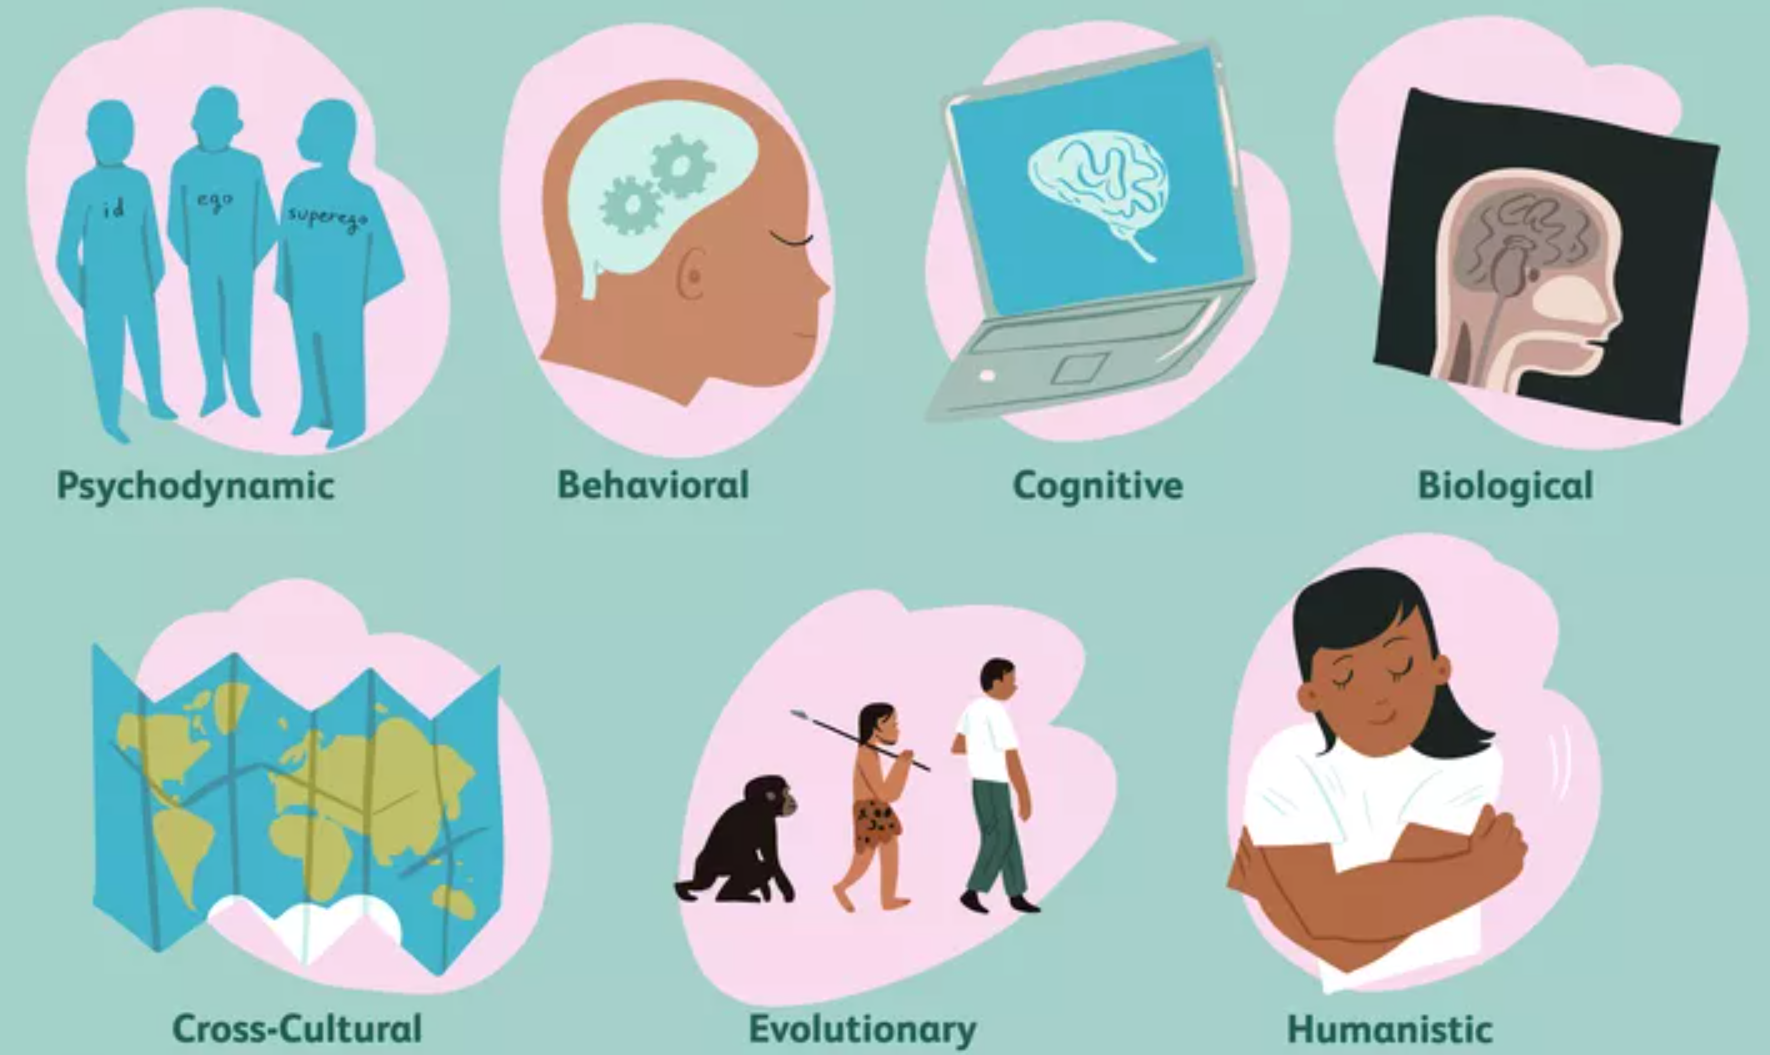 id
ego
superego
Psychodynamic
Behavioral
Cognitive
Biological
Cross-Cultural
Evolutionary
Humanistic